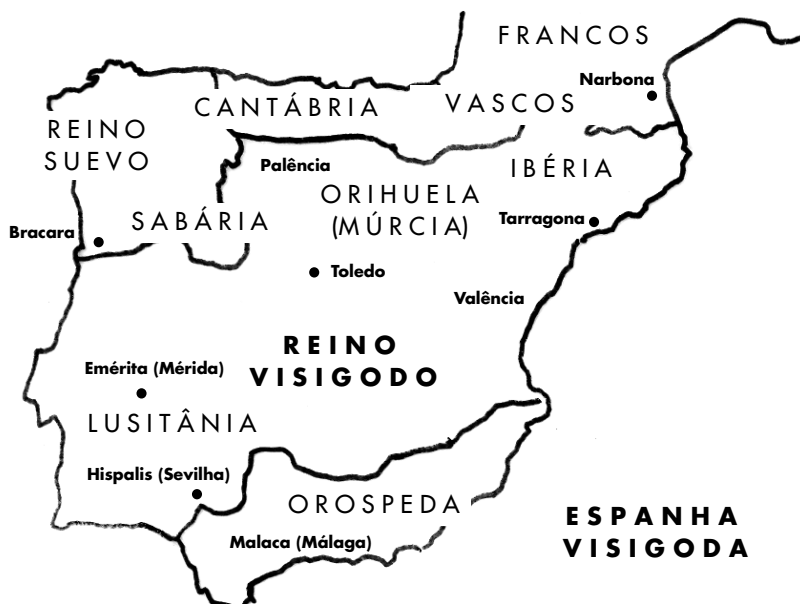 FRANCOS
Narbona
CANTÁBRIA
VASCOS
REINO
SUEVO
Palência
IBÉRIA
ORIHUELA
(MÚRCIA)
SABÁRIA
Tarragona
Bracara
Toledo
Valência
REINO
VISIGODO
Emérita (Mérida)
LUSITÂNIA
Hispalis (Sevilha)
OROSPEDA
Malaca (Málaga)
ESPANHA
VISIGODA